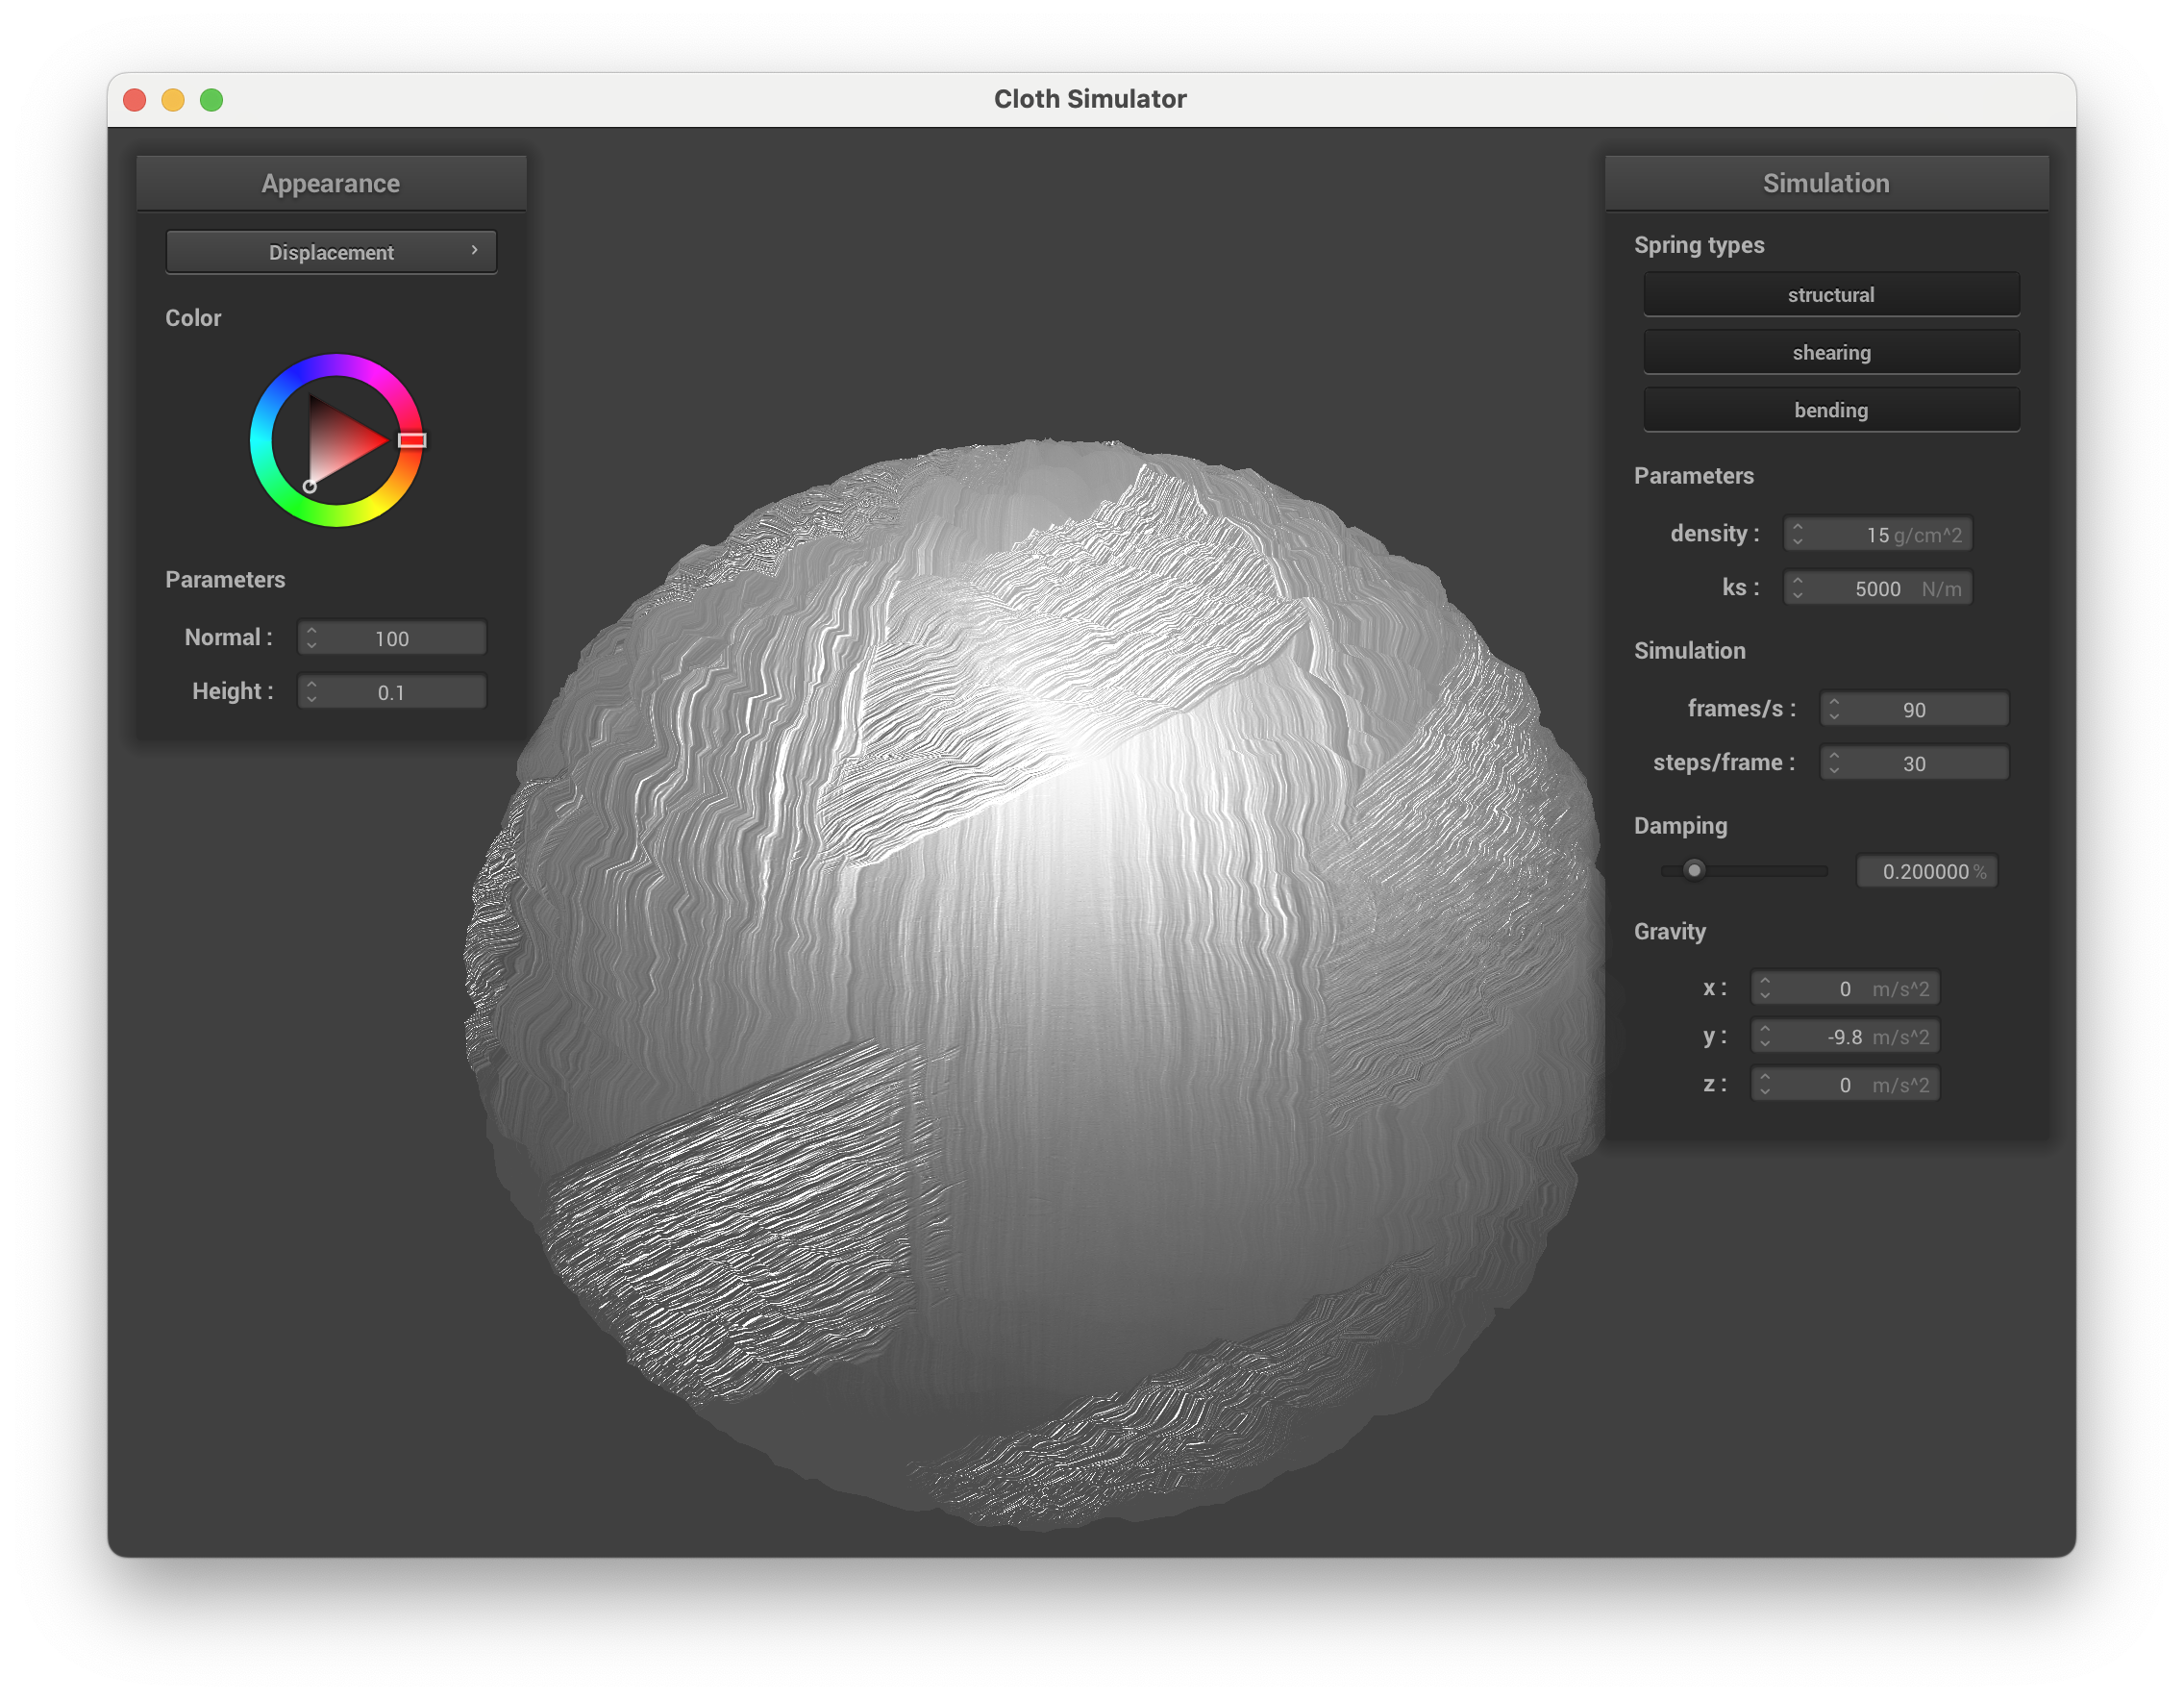 Cloth Simulator
Appearance
Displacement
Color
Parameters
Normal : 100
Height : 0.1
Simulation
Spring types
structural
shearing
bending
Parameters
density : 15 g/cm^2
ks : 5000 N/m
Simulation
frames/s : 90
steps/frame : 30
Damping
0.200000 %
Gravity
x : 0 m/s^2
y : -9.8 m/s^2
z : 0 m/s^2